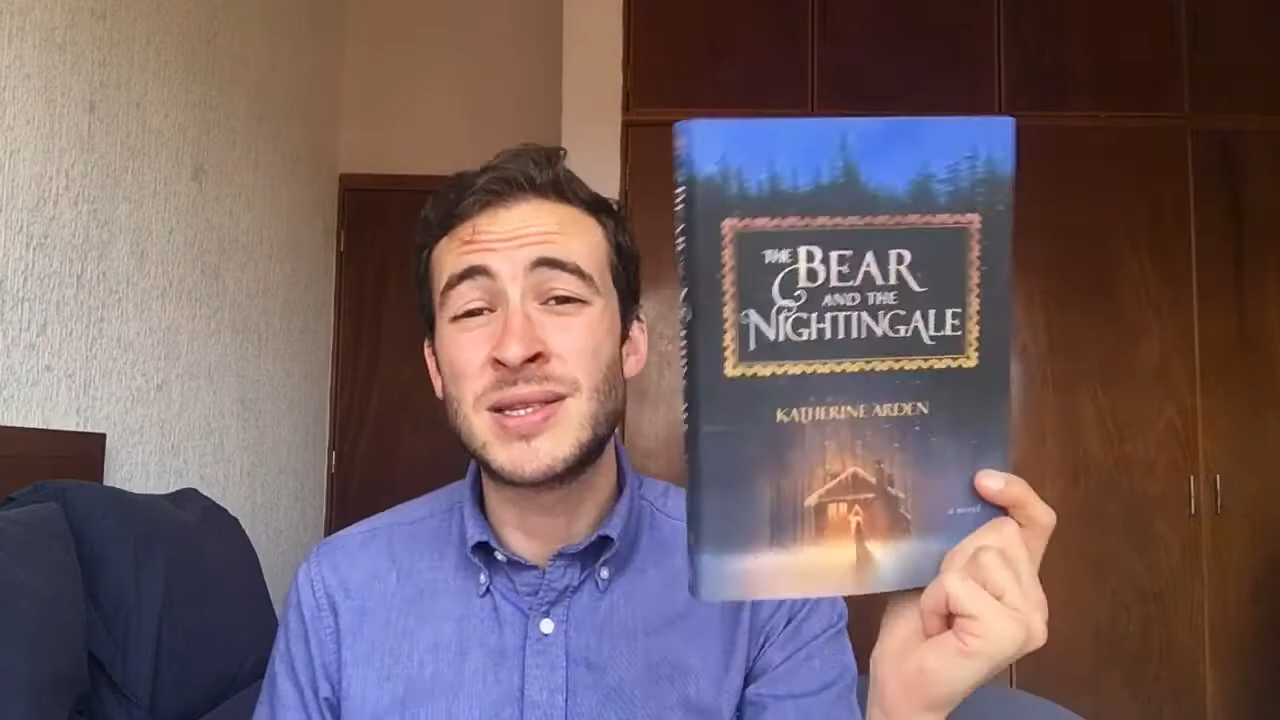 THE BEAR
AND THE
NIGHTINGALE
KATHERINE ARDEN
a novel